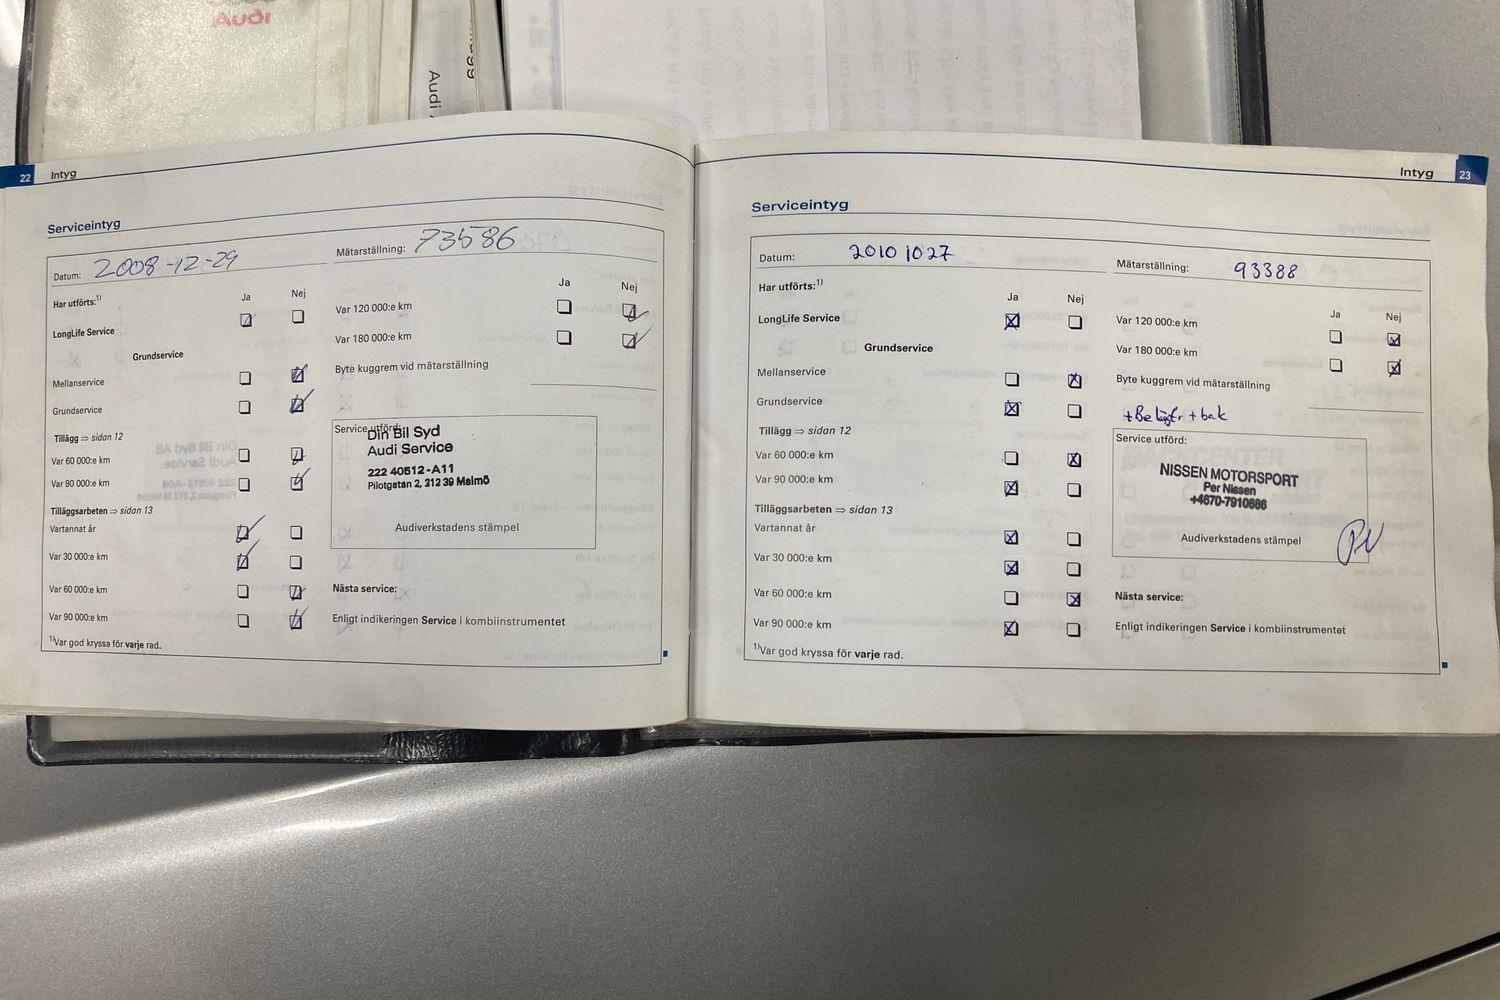 Audi
Audi
22
Intyg
Serviceintyg
Datum: 2008-12-29
Mätarställning: 73586
Har utförts:1)
Ja
Nej
LongLife Service
Grundservice
Mellanservice
Grundservice
Tillägg ⇒ sidan 12
Var 60 000:e km
Var 90 000:e km
Tilläggsarbeten ⇒ sidan 13
Vartannat år
Var 30 000:e km
Var 60 000:e km
Var 90 000:e km
1)Var god kryssa för varje rad.
Ja
Nej
Var 120 000:e km
Var 180 000:e km
Byte kuggrem vid mätarställning
Service utförd:
Din Bil Syd
Audi Service
222 40512-A11
Pilotgatan 2, 212 39 Malmö
Audiverkstadens stämpel
Nästa service:
Enligt indikeringen Service i kombiinstrumentet
Intyg
23
Serviceintyg
Datum: 2010 10 27
Mätarställning: 93388
Har utförts:1)
Ja
Nej
LongLife Service
Grundservice
Mellanservice
Grundservice
Tillägg ⇒ sidan 12
Var 60 000:e km
Var 90 000:e km
Tilläggsarbeten ⇒ sidan 13
Vartannat år
Var 30 000:e km
Var 60 000:e km
Var 90 000:e km
1)Var god kryssa för varje rad.
Ja
Nej
Var 120 000:e km
Var 180 000:e km
Byte kuggrem vid mätarställning
+ bak
Service utförd:
NISSEN MOTORSPORT
Per Nissen
+4670-7910686
Audiverkstadens stämpel
PN
Nästa service:
Enligt indikeringen Service i kombiinstrumentet